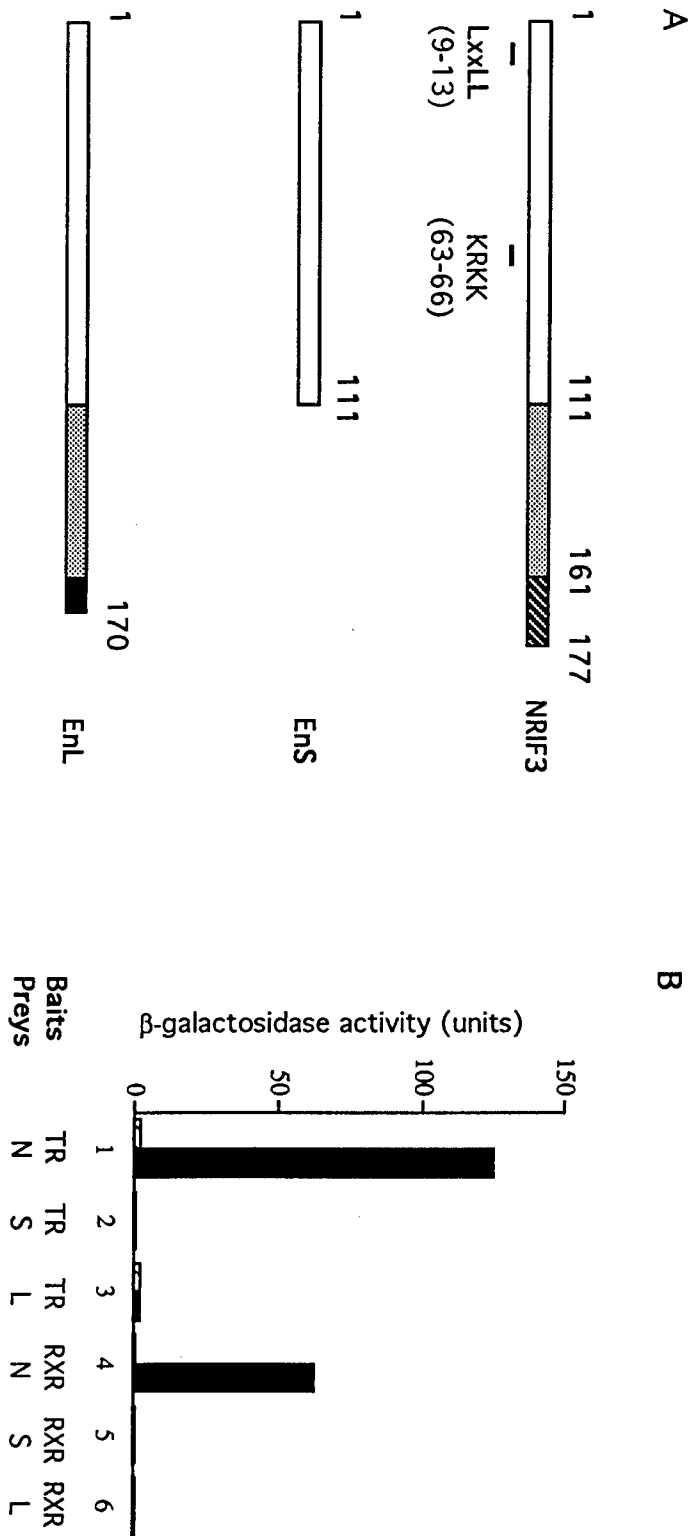 A
1 111 161 177 NRIF3
LxxLL KRKK
(9-13) (63-66)
1 111 EnS
1 170 EnL
B
β-galactosidase activity (units)
150
100
50
0
1 2 3 4 5 6
Baits TR TR TR RXR RXR RXR
Preys N S L N S L